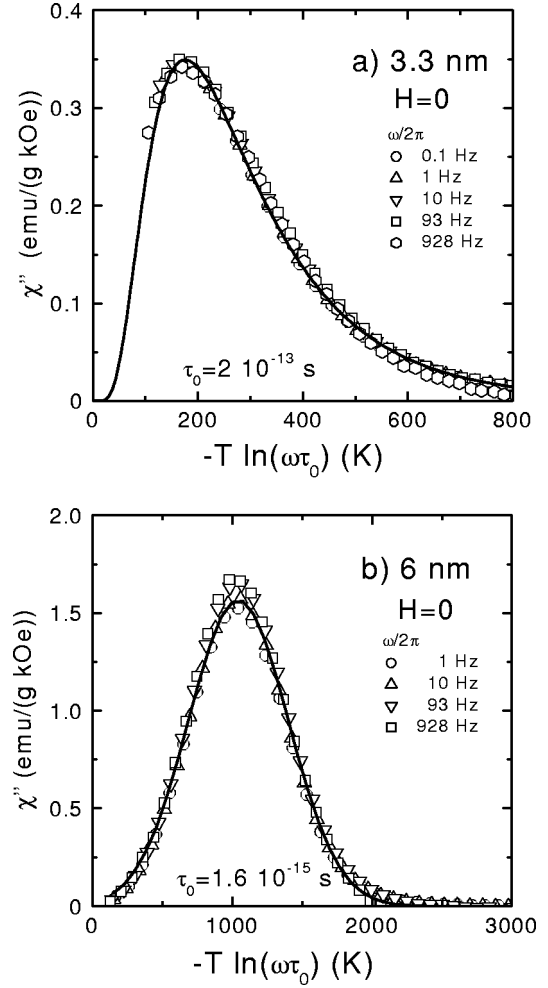 0.4
0.3
0.2
0.1
0
χ" (emu/(g kOe))
a) 3.3 nm
H=0
ω/2π
0.1 Hz
1 Hz
10 Hz
93 Hz
928 Hz
τ₀=2 10⁻¹³ s
0 200 400 600 800
-T ln(ωτ₀) (K)
2.0
1.5
1.0
0.5
0
χ" (emu/(g kOe))
b) 6 nm
H=0
ω/2π
1 Hz
10 Hz
93 Hz
928 Hz
τ₀=1.6 10⁻¹⁵ s
0 1000 2000 3000
-T ln(ωτ₀) (K)